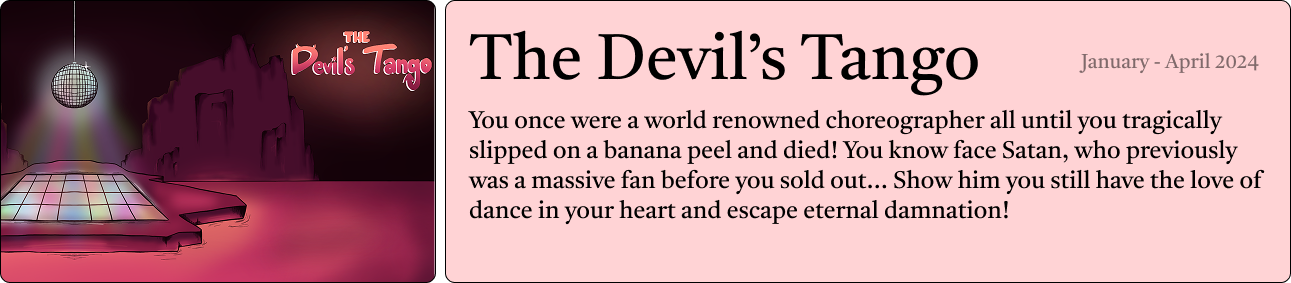 THE
Devil's Tango
The Devil’s Tango
January - April 2024
You once were a world renowned choreographer all until you tragically
slipped on a banana peel and died! You know face Satan, who previously
was a massive fan before you sold out... Show him you still have the love of
dance in your heart and escape eternal damnation!